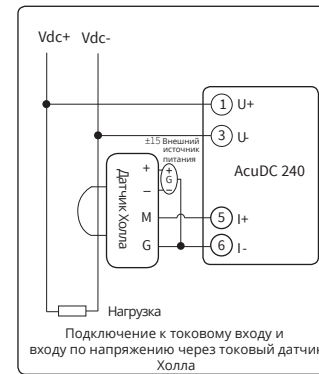 Vdc+ Vdc-
1 U+
3 U-
±15 Внешний
источник
питания
AcuDC 240
Датчик Холла
+
–
M
G
+
G
–
5 I+
6 I-
Нагрузка
Подключение к токовому входу и
входу по напряжению через токовый датчик
Холла